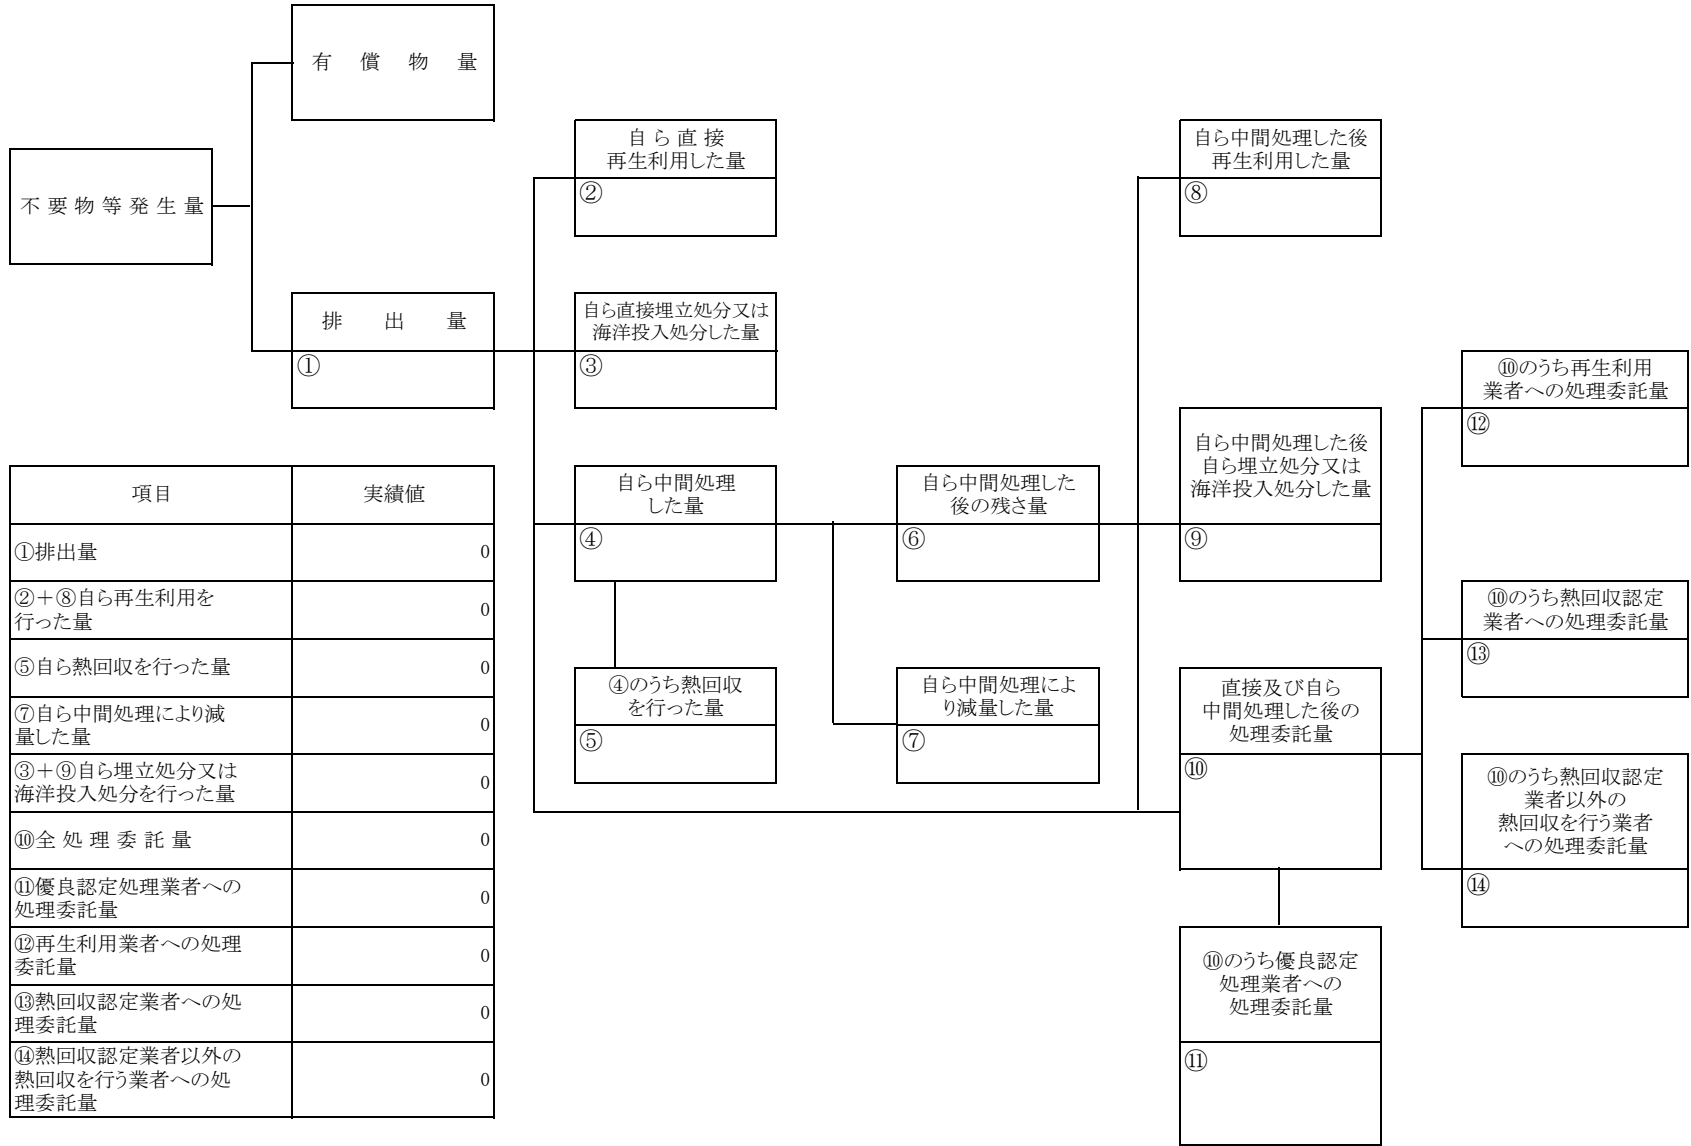 有償物量
不要物等発生量
排出量
①
自ら直接
再生利用した量
②
自ら直接埋立処分又は
海洋投入処分した量
③
自ら中間処理
した量
④
④のうち熱回収
を行った量
⑤
自ら中間処理した
後の残さ量
⑥
自ら中間処理によ
り減量した量
⑦
自ら中間処理した後
再生利用した量
⑧
自ら中間処理した後
自ら埋立処分又は
海洋投入処分した量
⑨
直接及び自ら
中間処理した後の
処理委託量
⑩
⑩のうち優良認定
処理業者への
処理委託量
⑪
⑩のうち再生利用
業者への処理委託量
⑫
⑩のうち熱回収認定
業者への処理委託量
⑬
⑩のうち熱回収認定
業者以外の
熱回収を行う業者
への処理委託量
⑭
項目 実績値
①排出量 0
②＋⑧自ら再生利用を
行った量 0
⑤自ら熱回収を行った量 0
⑦自ら中間処理により減
量した量 0
③＋⑨自ら埋立処分又は
海洋投入処分を行った量 0
⑩全処理委託量 0
⑪優良認定処理業者への
処理委託量 0
⑫再生利用業者への処理
委託量 0
⑬熱回収認定業者への処
理委託量 0
⑭熱回収認定業者以外の
熱回収を行う業者への処
理委託量 0